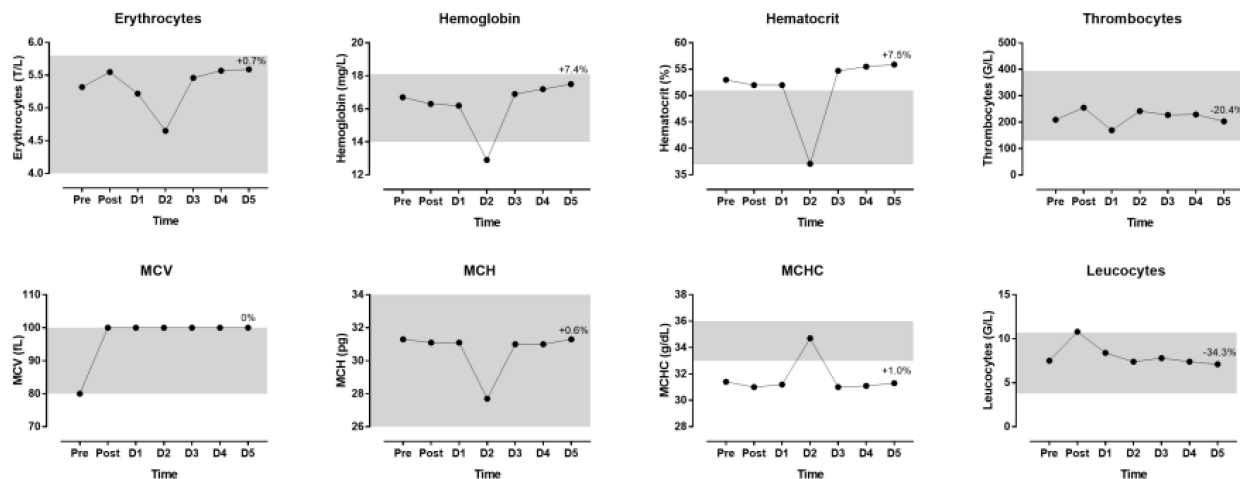 Erythrocytes
Erythrocytes (T/L)
6.0
5.5
5.0
4.5
4.0
+0.7%
Pre Post D1 D2 D3 D4 D5
Time
Hemoglobin
Hemoglobin (mg/L)
20
18
16
14
12
+7.4%
Pre Post D1 D2 D3 D4 D5
Time
Hematocrit
Hematocrit (%)
60
55
50
45
40
35
+7.5%
Pre Post D1 D2 D3 D4 D5
Time
Thrombocytes
Thrombocytes (G/L)
500
400
300
200
100
0
-20.4%
Pre Post D1 D2 D3 D4 D5
Time
MCV
MCV (fL)
110
100
90
80
70
0%
Pre Post D1 D2 D3 D4 D5
Time
MCH
MCH (pg)
34
32
30
28
26
+0.6%
Pre Post D1 D2 D3 D4 D5
Time
MCHC
MCHC (g/dL)
38
36
34
32
30
28
+1.0%
Pre Post D1 D2 D3 D4 D5
Time
Leucocytes
Leucocytes (G/L)
15
10
5
0
-34.3%
Pre Post D1 D2 D3 D4 D5
Time